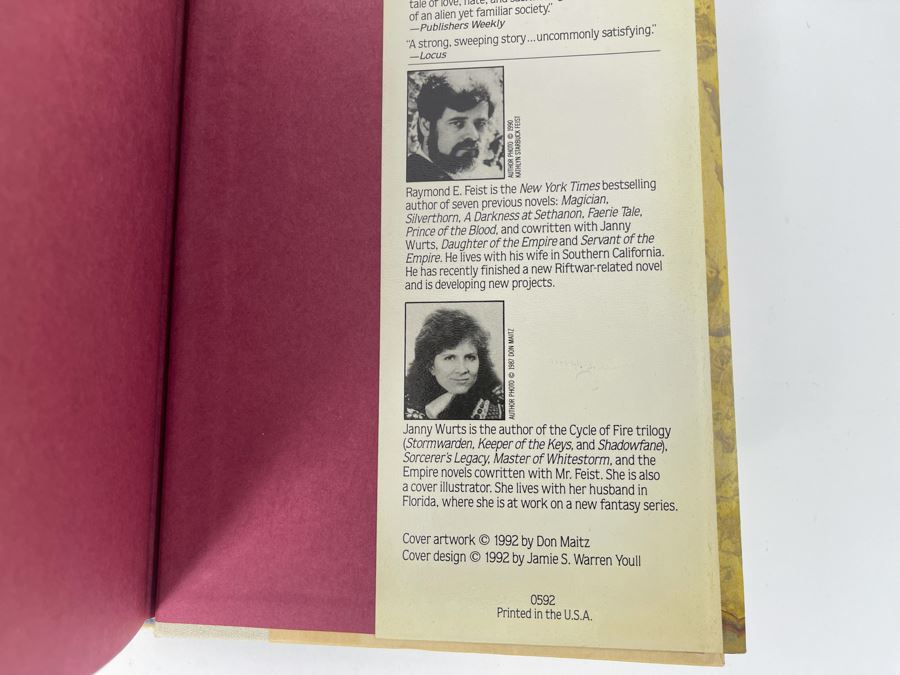 tale of love, hate, and
of an alien yet familiar society."
—Publishers Weekly
"A strong, sweeping story...uncommonly satisfying."
—Locus
AUTHOR PHOTO © 1990
KATHLYN STARBUCK FEIST
Raymond E. Feist is the New York Times bestselling
author of seven previous novels: Magician,
Silverthorn, A Darkness at Sethanon, Faerie Tale,
Prince of the Blood, and cowritten with Janny
Wurts, Daughter of the Empire and Servant of the
Empire. He lives with his wife in Southern California.
He has recently finished a new Riftwar-related novel
and is developing new projects.
AUTHOR PHOTO © 1987 DON MAITZ
Janny Wurts is the author of the Cycle of Fire trilogy
(Stormwarden, Keeper of the Keys, and Shadowfane),
Sorcerer's Legacy, Master of Whitestorm, and the
Empire novels cowritten with Mr. Feist. She is also
a cover illustrator. She lives with her husband in
Florida, where she is at work on a new fantasy series.
Cover artwork © 1992 by Don Maitz
Cover design © 1992 by Jamie S. Warren Youll
0592
Printed in the U.S.A.